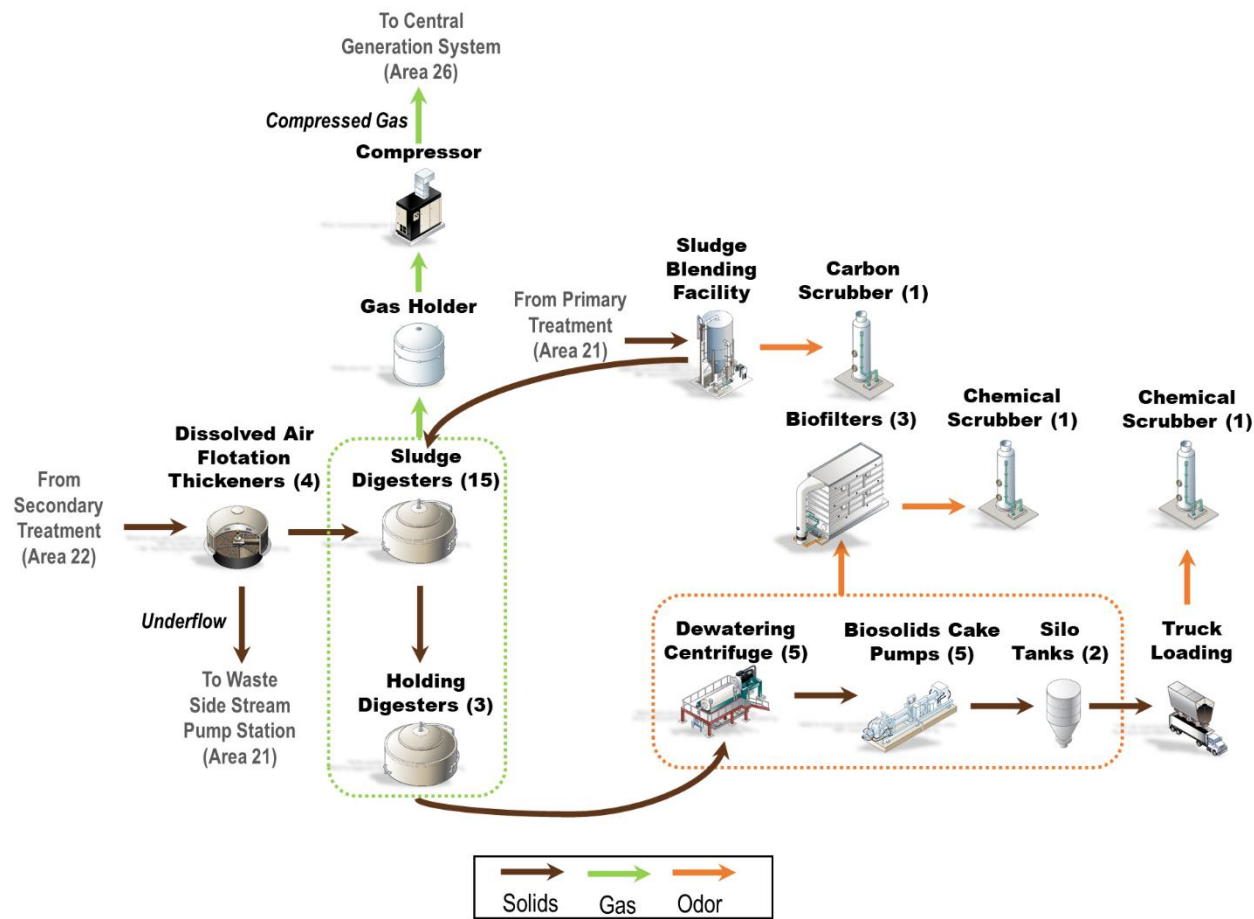 To Central
Generation System
(Area 26)
Compressed Gas
Compressor
Gas Holder
Sludge
Blending
Facility
Carbon
Scrubber (1)
From Primary
Treatment
(Area 21)
Biofilters (3)
Chemical
Scrubber (1)
Chemical
Scrubber (1)
Dissolved Air
Flotation
Thickeners (4)
Sludge
Digesters (15)
From
Secondary
Treatment
(Area 22)
Underflow
To Waste
Side Stream
Pump Station
(Area 21)
Holding
Digesters (3)
Dewatering
Centrifuge (5)
Biosolids Cake
Pumps (5)
Silo
Tanks (2)
Truck
Loading
Solids
Gas
Odor